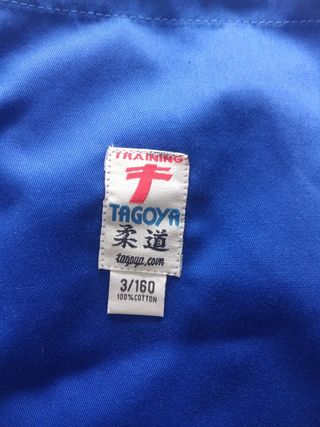 TRAINING
TAGOYA
柔道
tagoya.com
3/160
100% COTTON